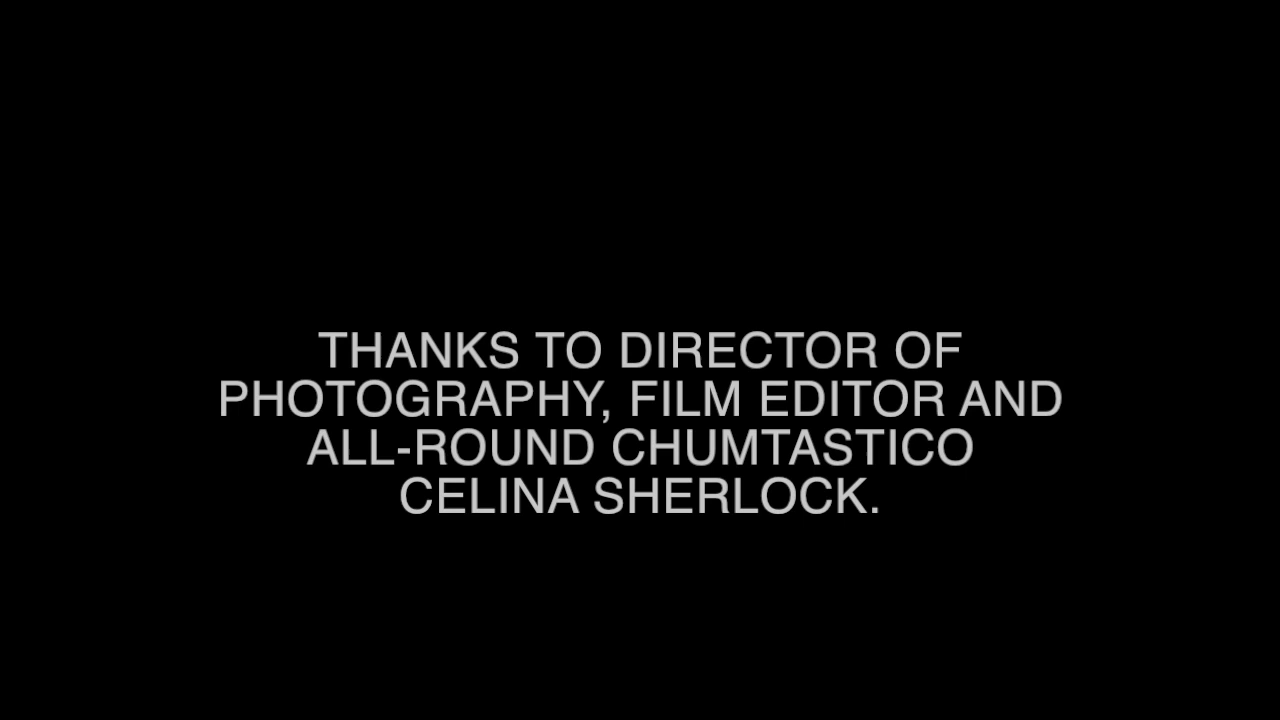 THANKS TO DIRECTOR OF
PHOTOGRAPHY, FILM EDITOR AND
ALL-ROUND CHUMTASTICO
CELINA SHERLOCK.